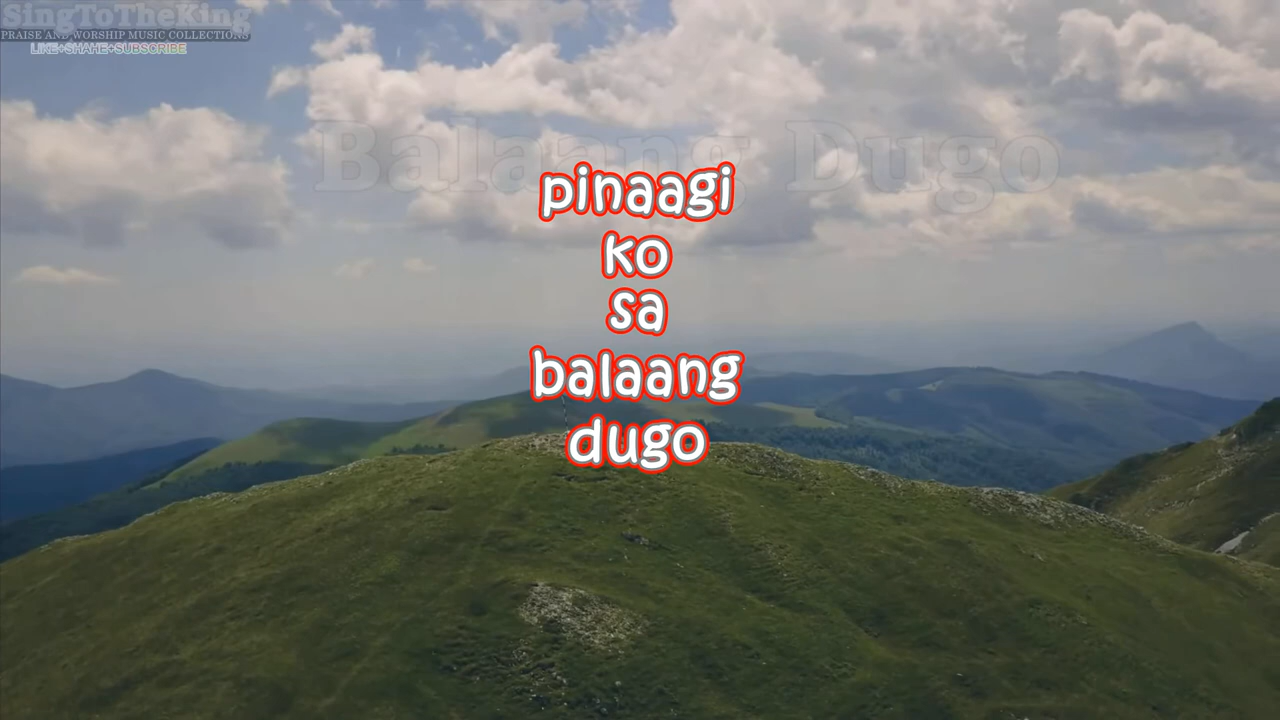 SingToTheKing
PRAISE AND WORSHIP MUSIC COLLECTIONS
LIKE+SHARE+SUBSCRIBE
Balaang Dugo
pinaagi
ko
sa
balaang
dugo